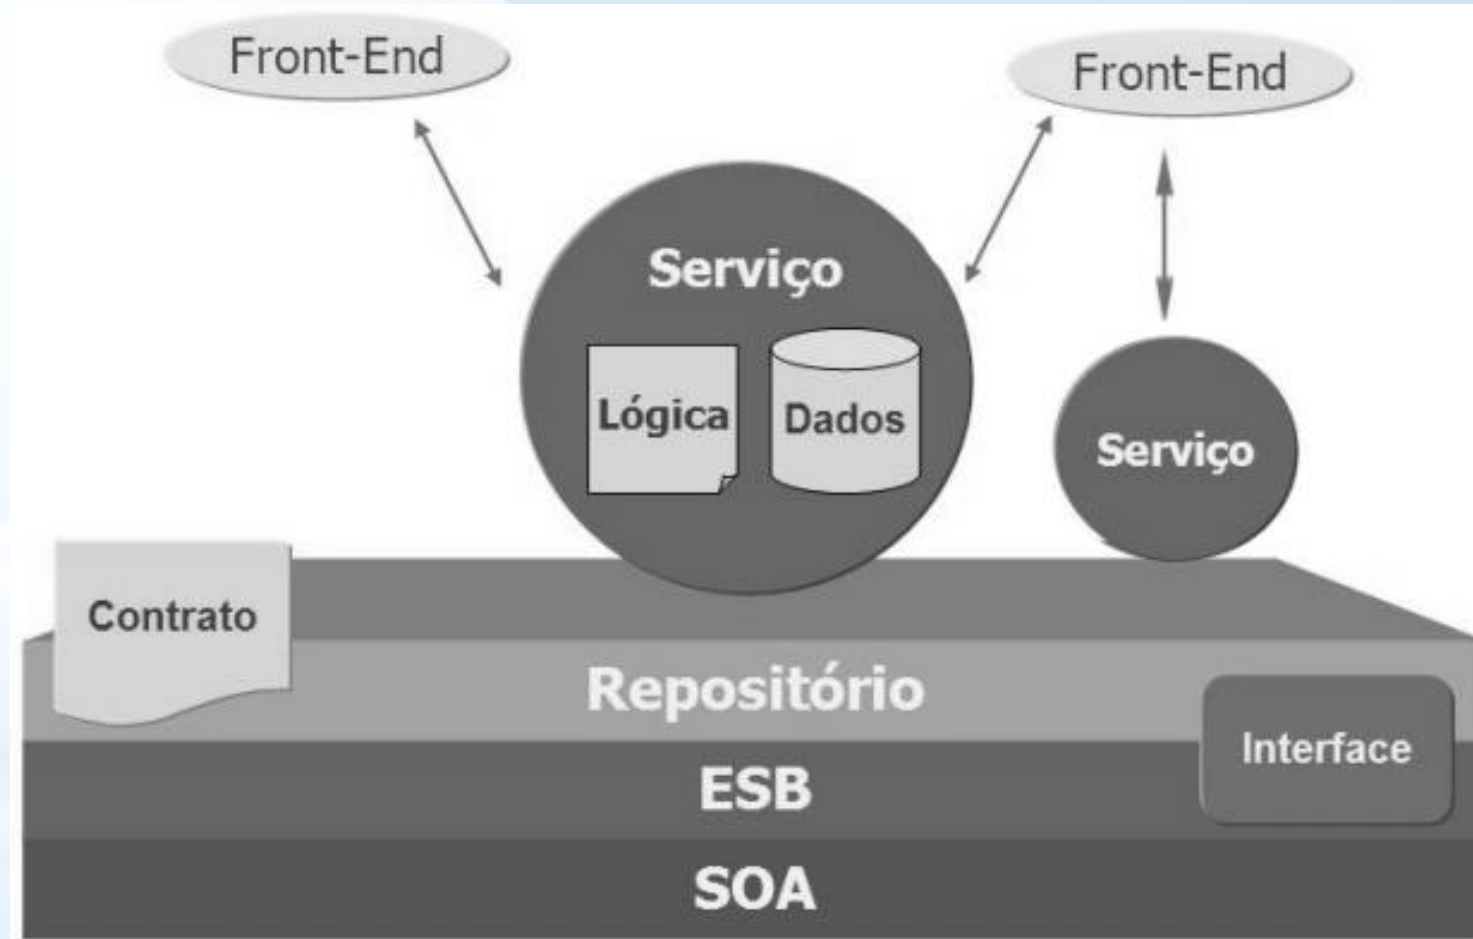 Front-End
Front-End
Serviço
Lógica
Dados
Serviço
Contrato
Repositório
Interface
ESB
SOA